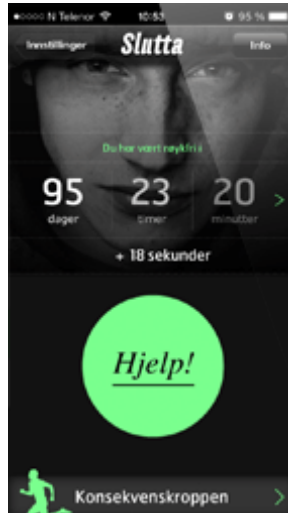 N Telenor 10:53 95 %
Innstillinger Slutta Info
Du har vært røykfri i
95 23 20 >
dager timer minutter
+ 18 sekunder
Hjelp!
Konsekvenskroppen >